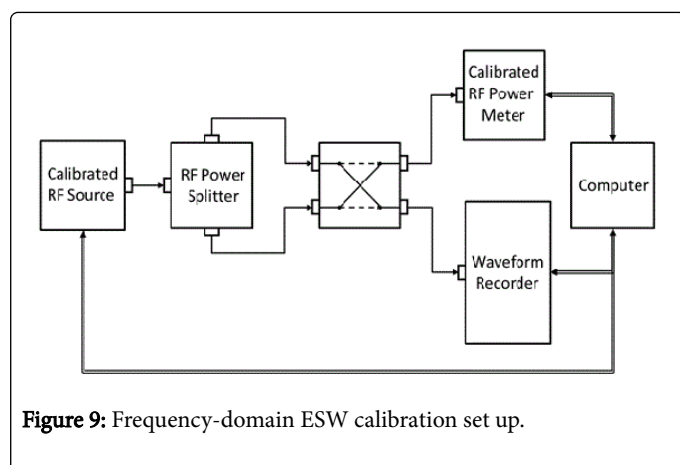 Calibrated
RF Source
RF Power
Splitter
Calibrated
RF Power
Meter
Waveform
Recorder
Computer
Figure 9: Frequency-domain ESW calibration set up.